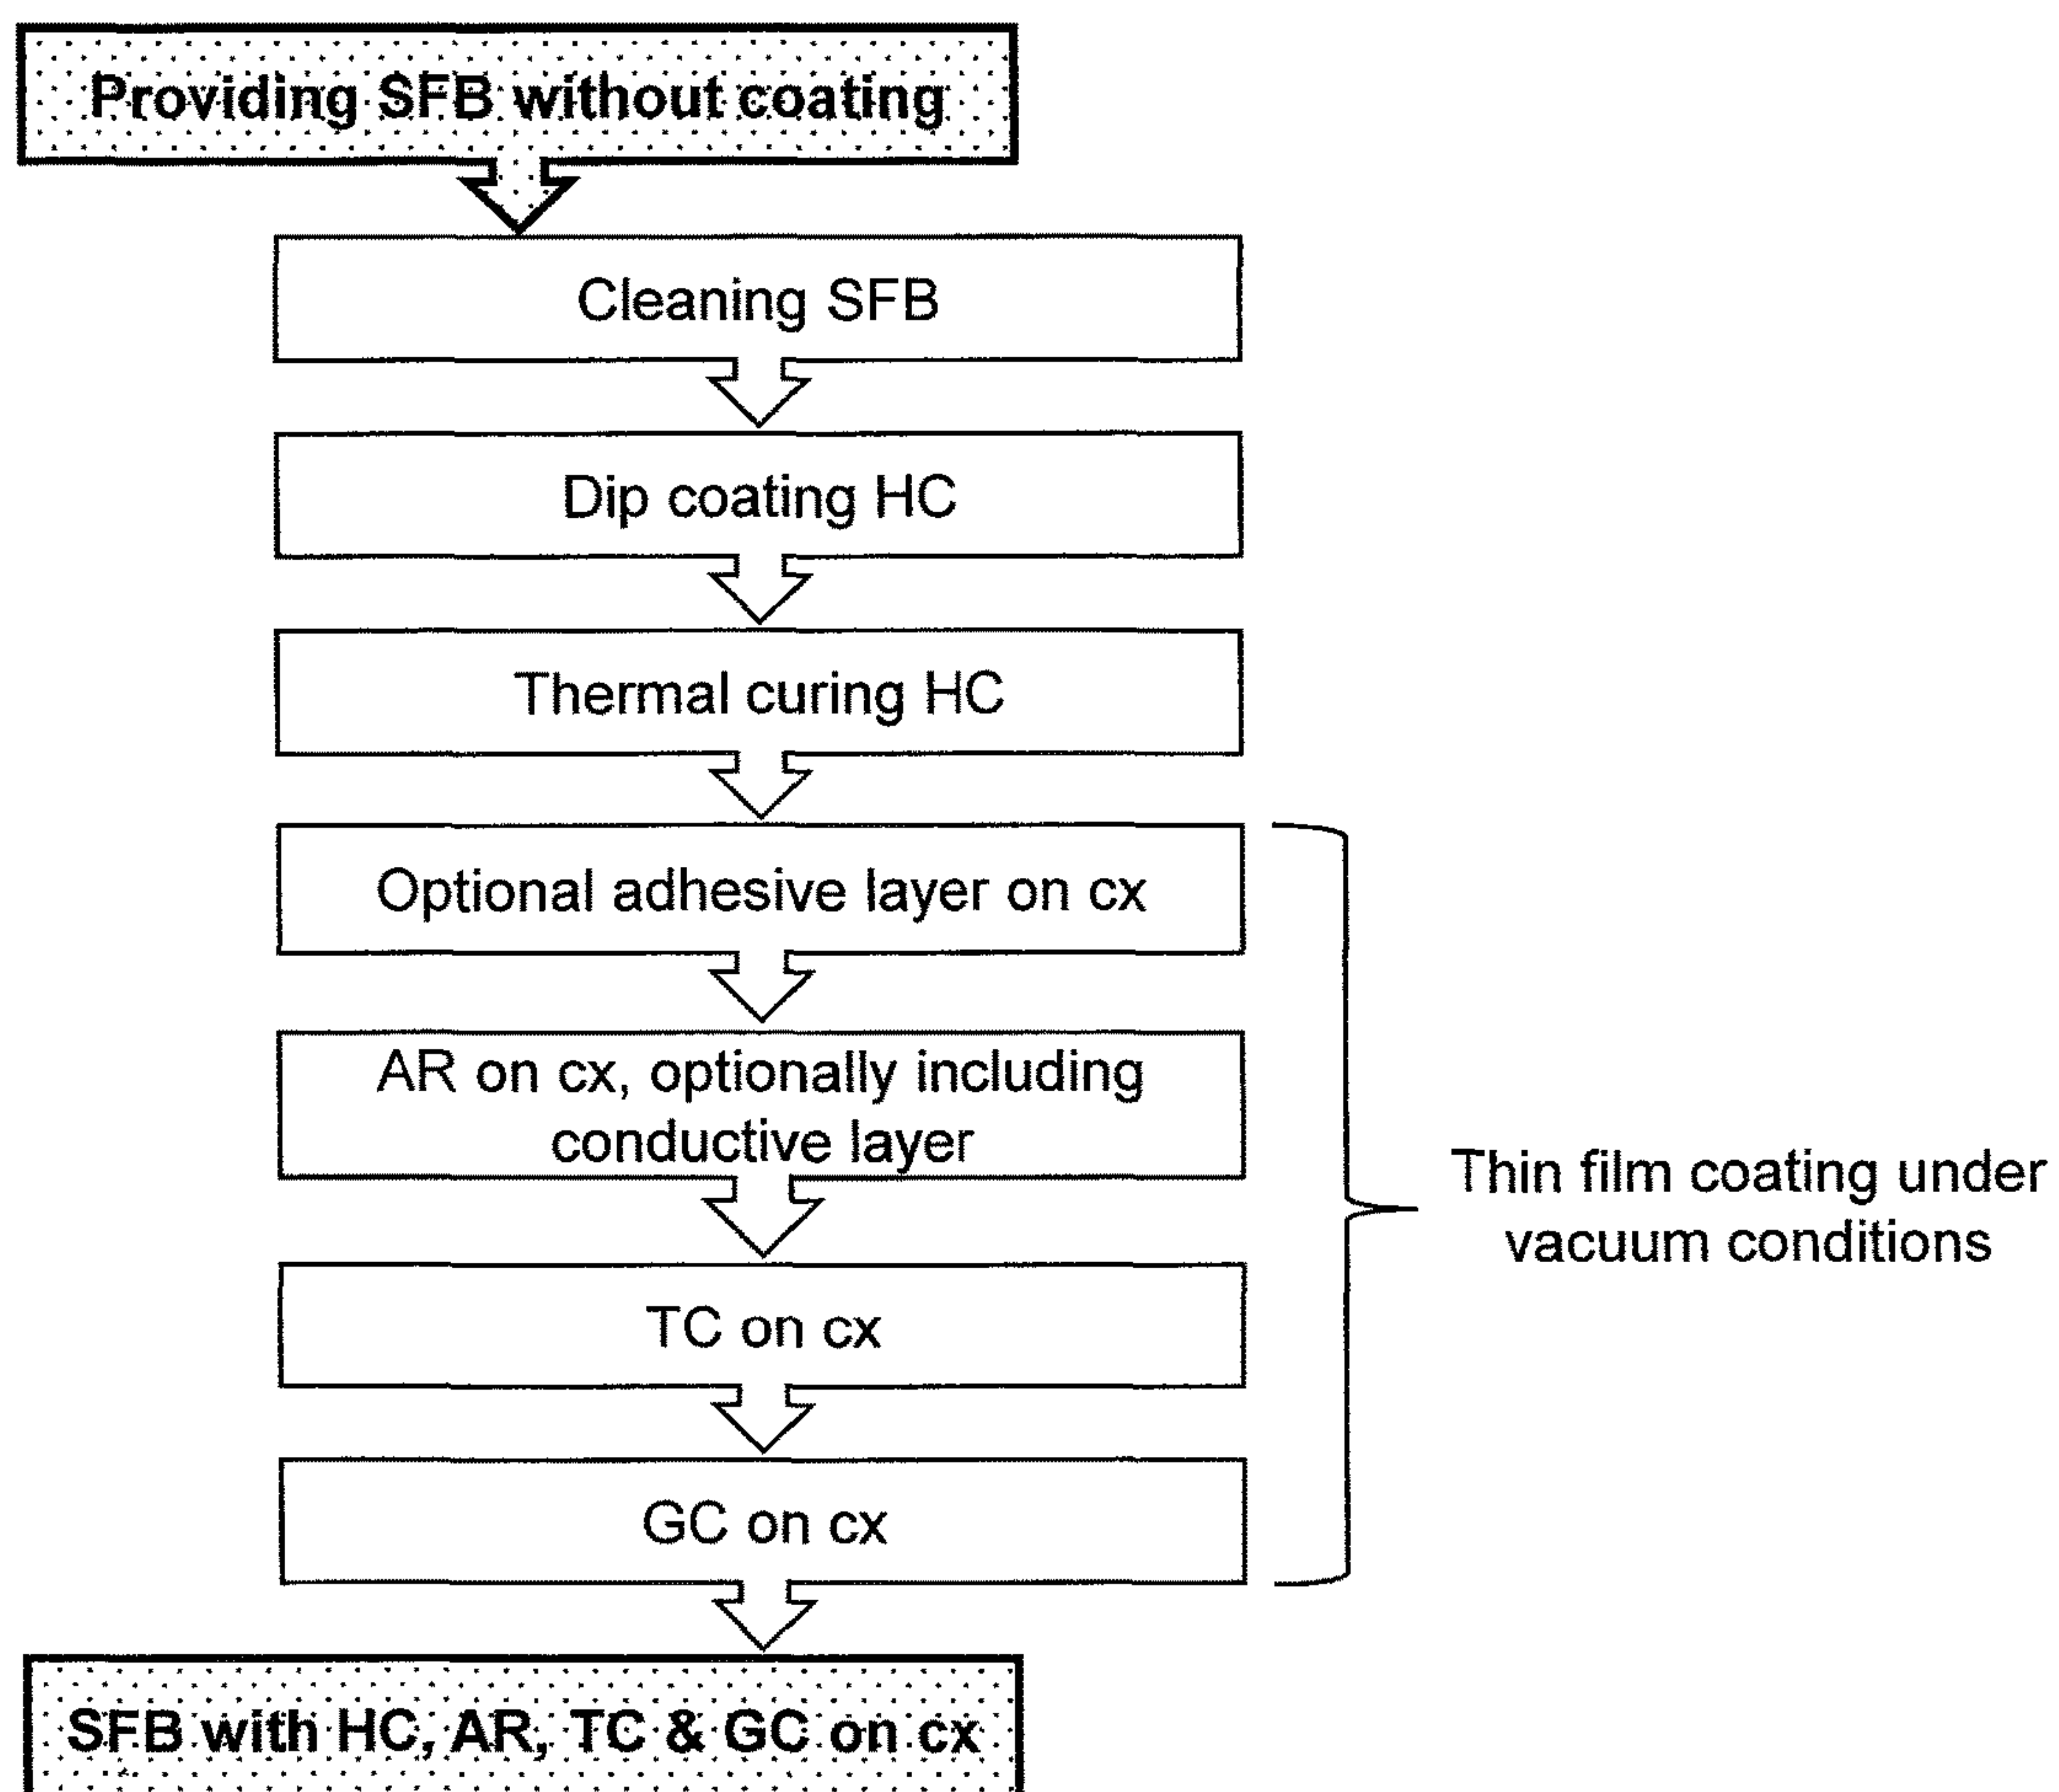 Providing SFB without coating
Cleaning SFB
Dip coating HC
Thermal curing HC
Optional adhesive layer on cx
AR on cx, optionally including
conductive layer
Thin film coating under
vacuum conditions
TC on cx
GC on cx
SFB with HC, AR, TC & GC on cx